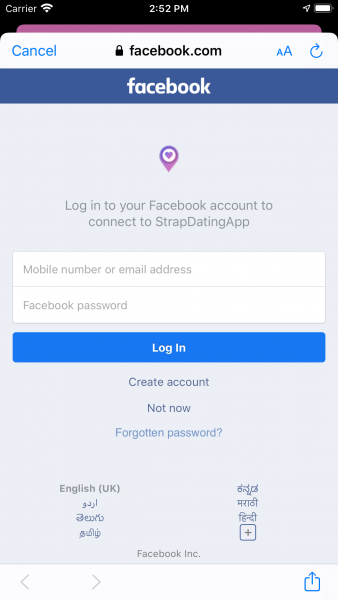 Carrier 2:52 PM
Cancel facebook.com AA
facebook
Log in to your Facebook account to
connect to StrapDatingApp
Mobile number or email address
Facebook password
Log In
Create account
Not now
Forgotten password?
English (UK) ಕನ್ನಡ
اردو मराठी
తెలుగు हिन्दी
தமிழ் +
Facebook Inc.